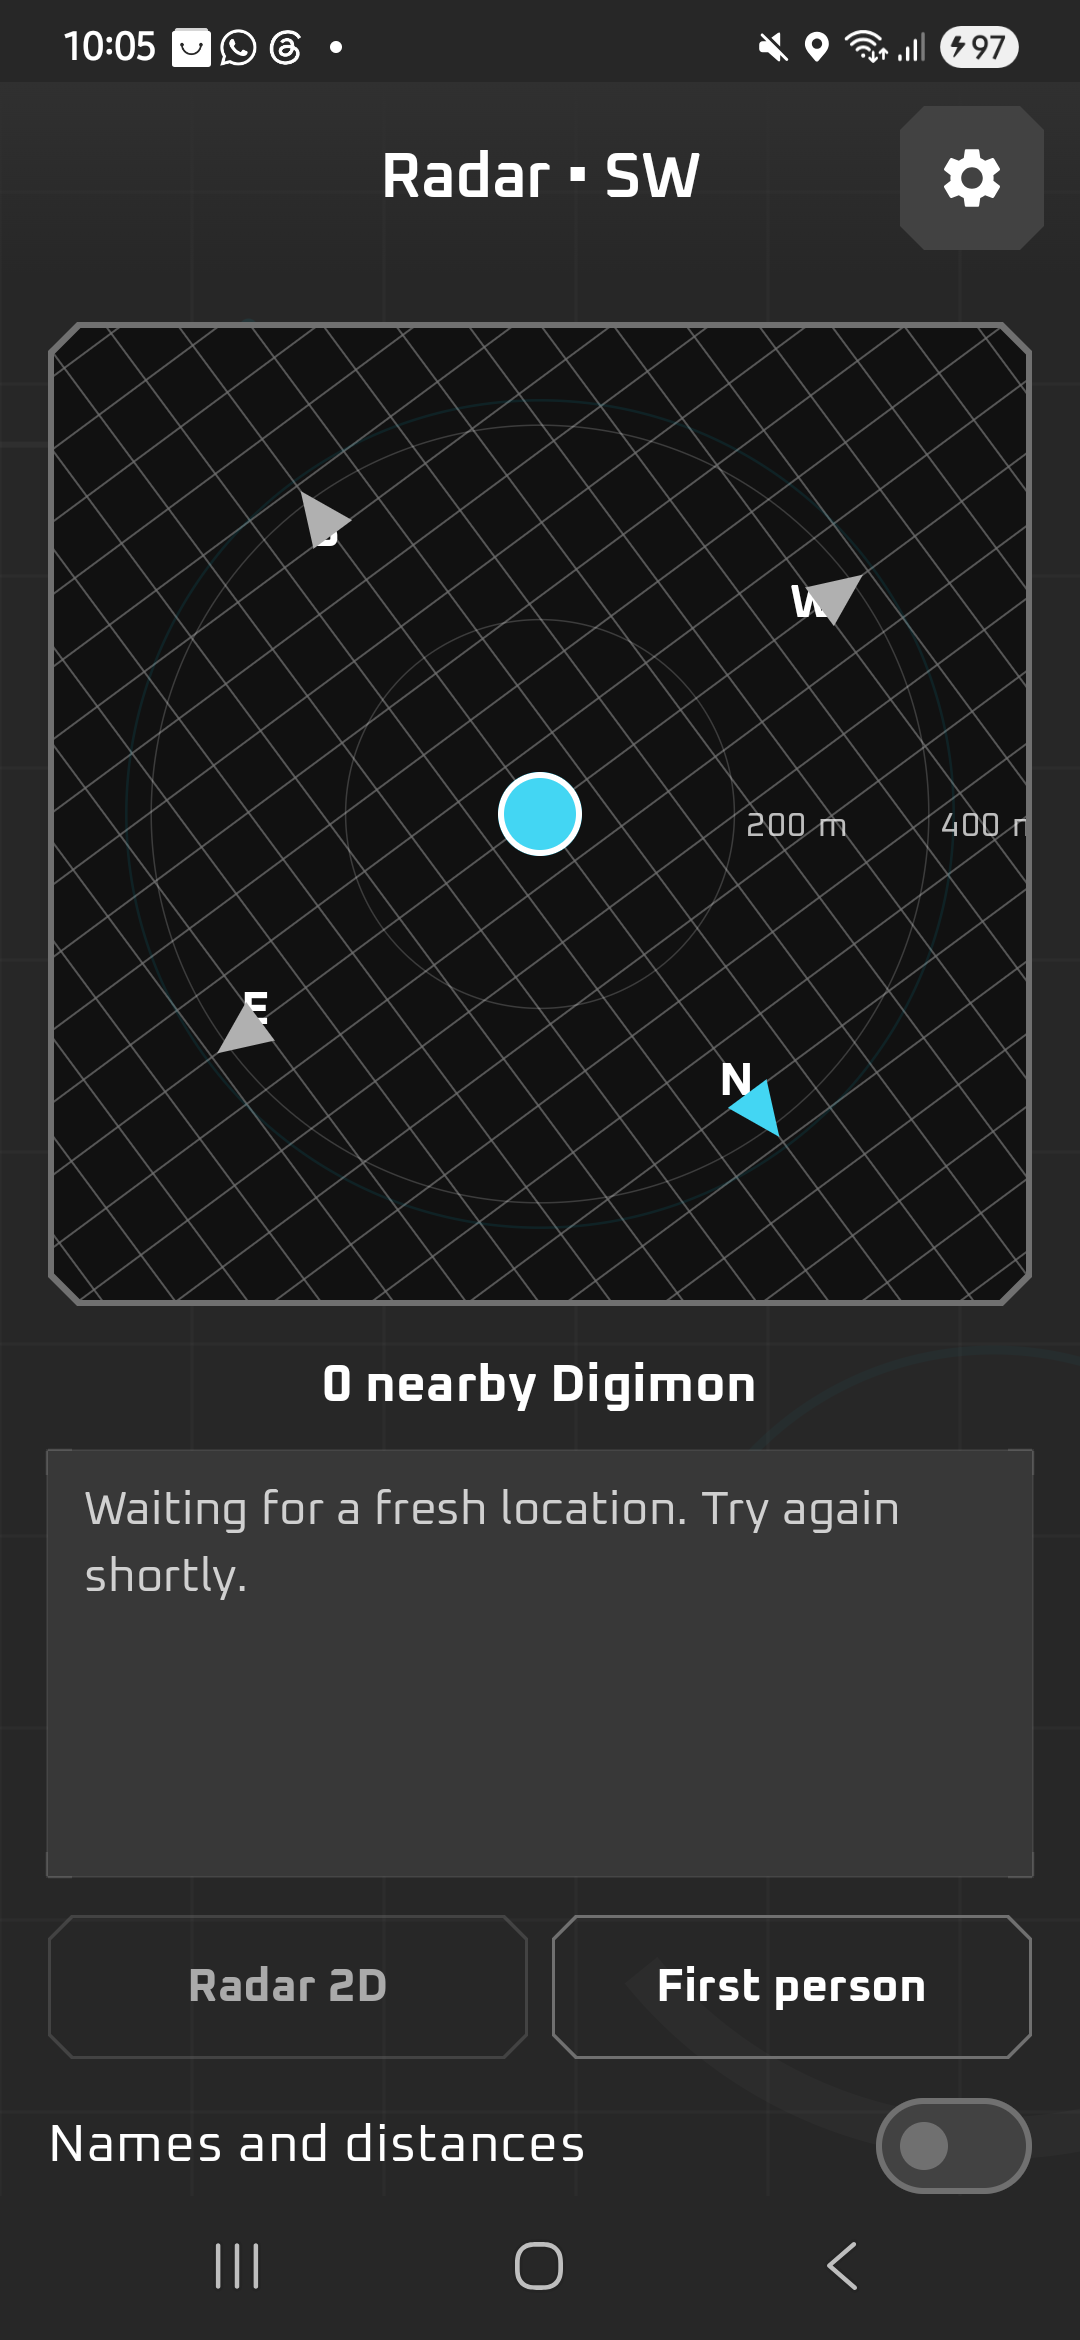 10:05
97
Radar ▪ SW
W
200 m
400
E
N
0 nearby Digimon
Waiting for a fresh location. Try again
shortly.
Radar 2D
First person
Names and distances